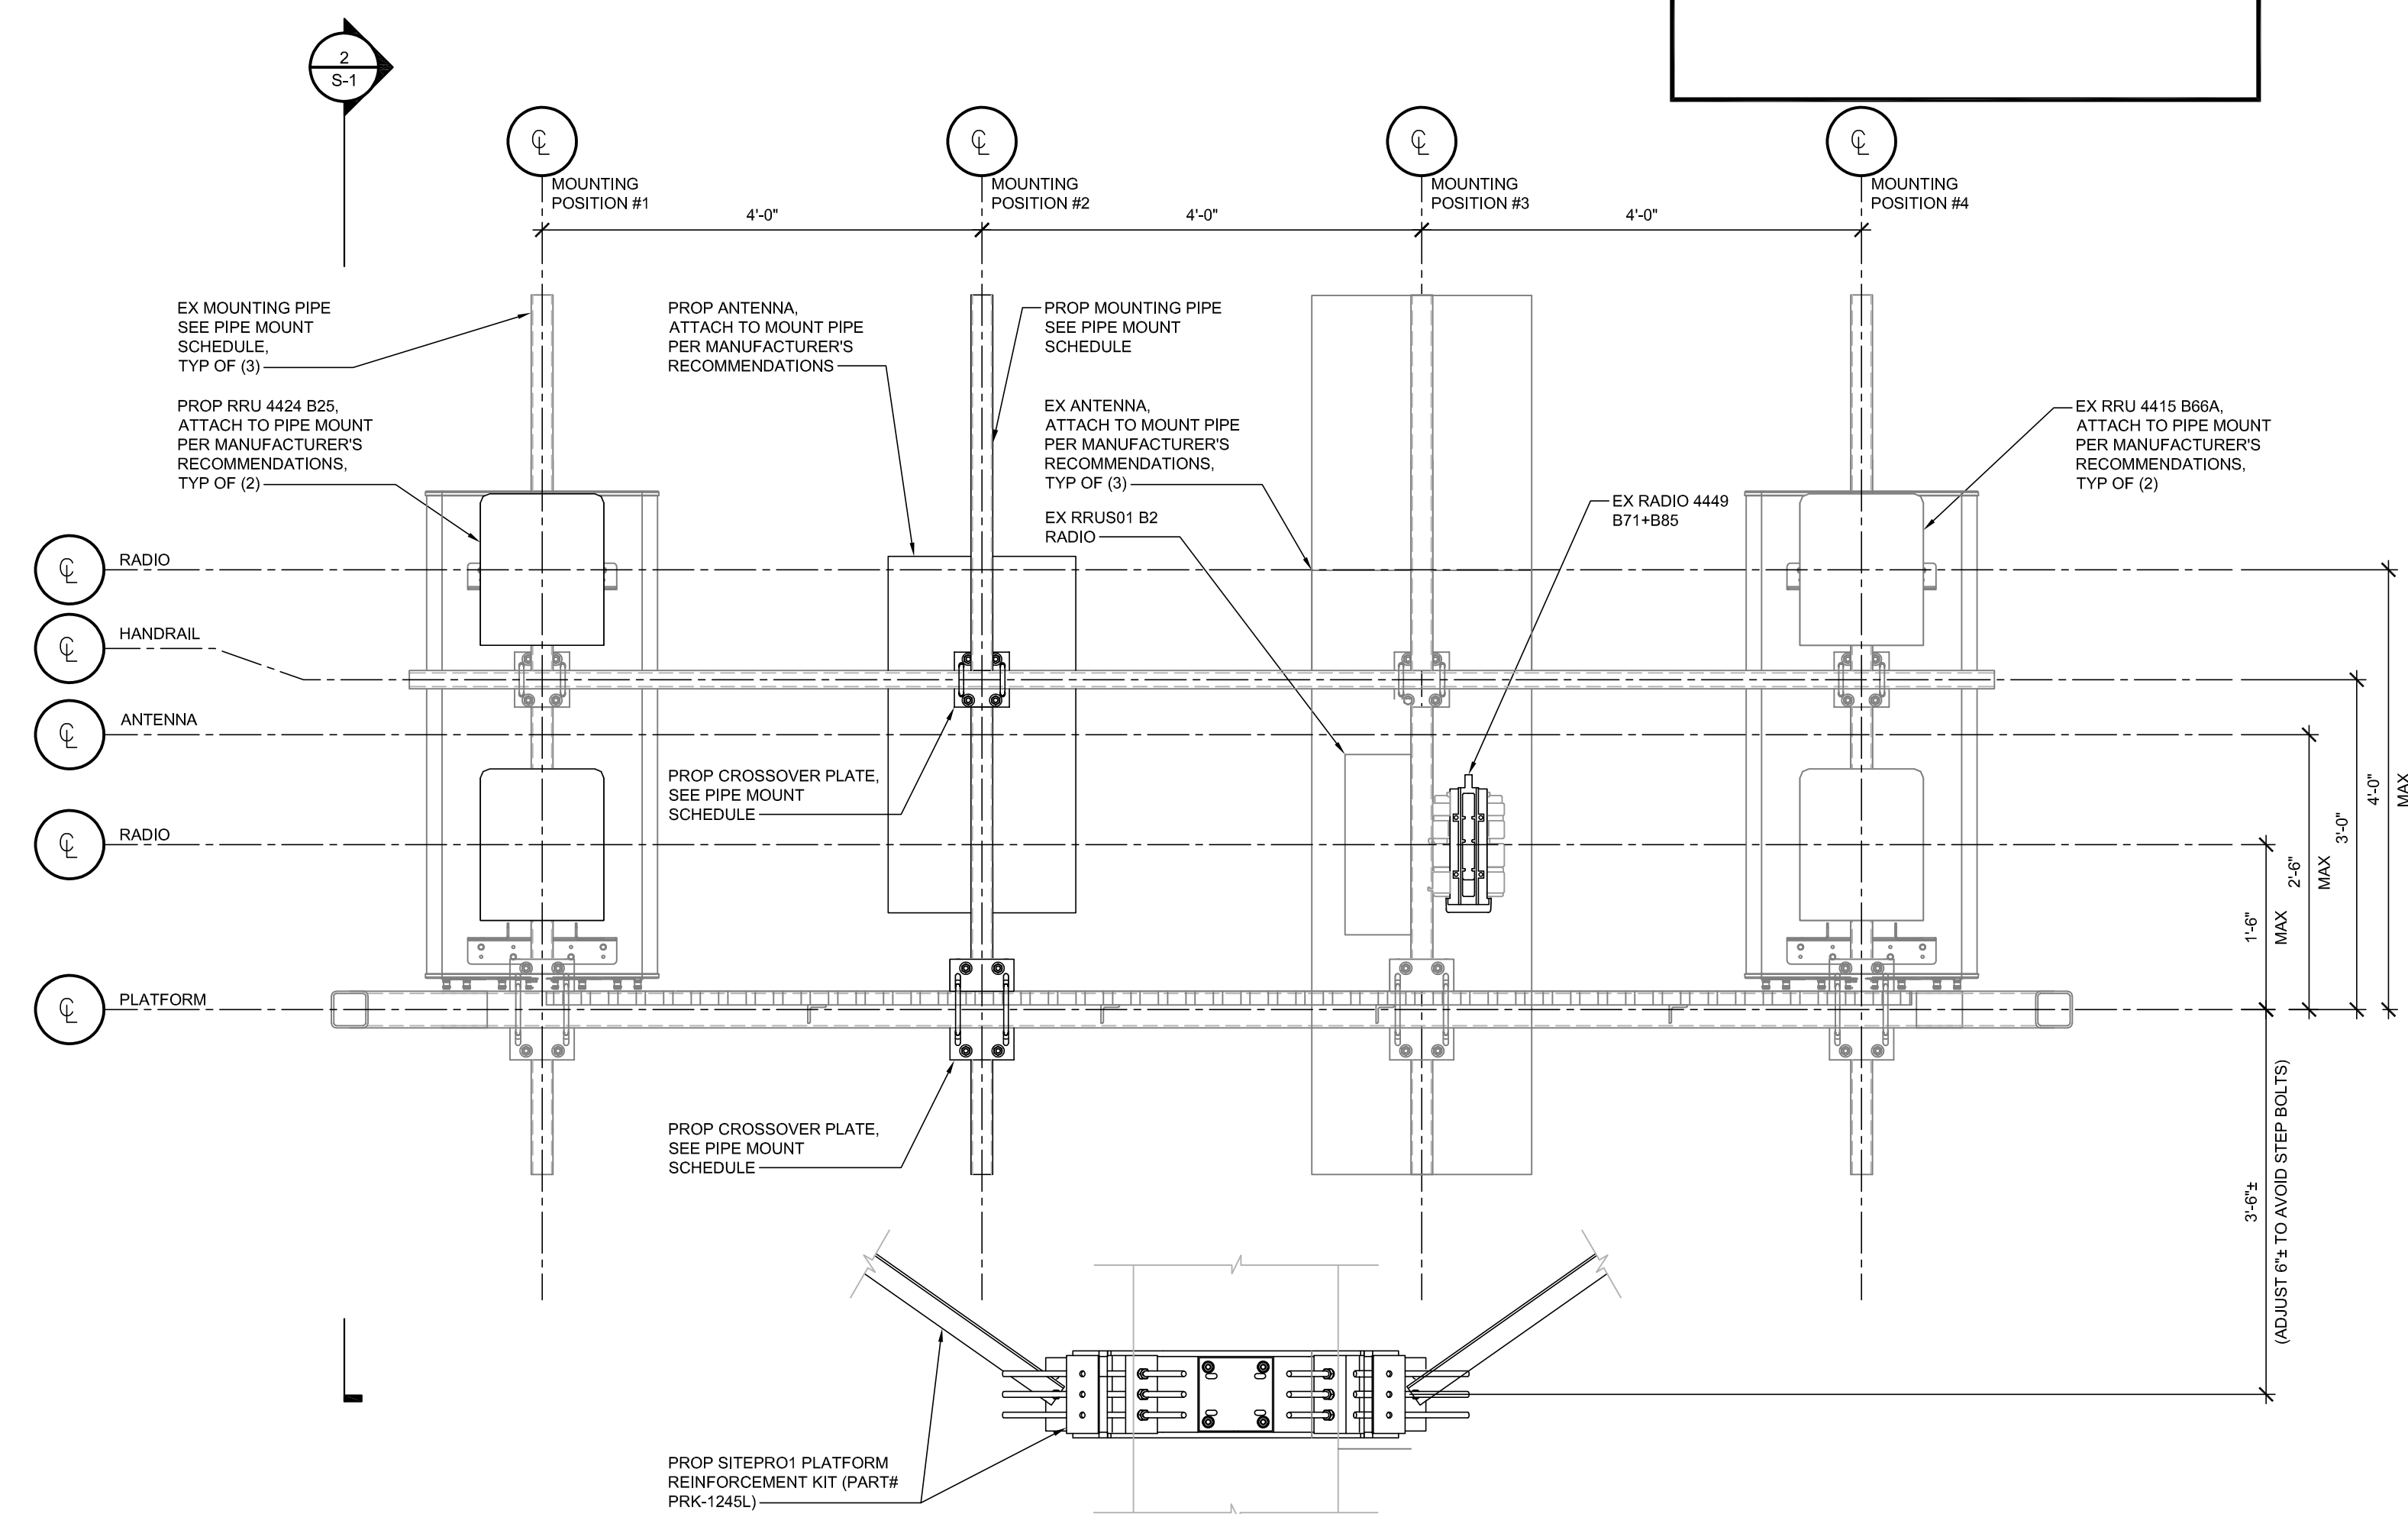 2
S-1
℄
MOUNTING
POSITION #1
℄
MOUNTING
POSITION #2
℄
MOUNTING
POSITION #3
℄
MOUNTING
POSITION #4
4'-0"
4'-0"
4'-0"
EX MOUNTING PIPE
SEE PIPE MOUNT
SCHEDULE,
TYP OF (3)
PROP RRU 4424 B25,
ATTACH TO PIPE MOUNT
PER MANUFACTURER'S
RECOMMENDATIONS,
TYP OF (2)
PROP ANTENNA,
ATTACH TO MOUNT PIPE
PER MANUFACTURER'S
RECOMMENDATIONS
PROP MOUNTING PIPE
SEE PIPE MOUNT
SCHEDULE
EX ANTENNA,
ATTACH TO MOUNT PIPE
PER MANUFACTURER'S
RECOMMENDATIONS,
TYP OF (3)
EX RRUS01 B2
RADIO
EX RADIO 4449
B71+B85
EX RRU 4415 B66A,
ATTACH TO PIPE MOUNT
PER MANUFACTURER'S
RECOMMENDATIONS,
TYP OF (2)
℄
RADIO
℄
HANDRAIL
℄
ANTENNA
℄
RADIO
℄
PLATFORM
PROP CROSSOVER PLATE,
SEE PIPE MOUNT
SCHEDULE
PROP CROSSOVER PLATE,
SEE PIPE MOUNT
SCHEDULE
1'-6"
MAX
2'-6"
MAX
3'-0"
4'-0"
MAX
3'-6"±
(ADJUST 6"± TO AVOID STEP BOLTS)
PROP SITEPRO1 PLATFORM
REINFORCEMENT KIT (PART#
PRK-1245L)